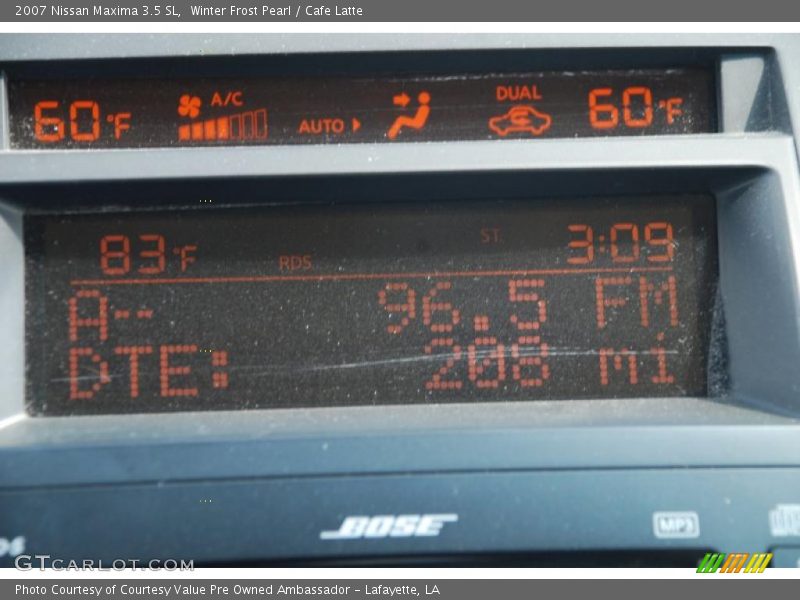 2007 Nissan Maxima 3.5 SL, Winter Frost Pearl / Cafe Latte
60°F A/C AUTO DUAL 60°F
83°F RDS ST 3:09
A-- 96.5 FM
DTE: 208 mi
BOSE MP3
GTCARLOT.COM
Photo Courtesy of Courtesy Value Pre Owned Ambassador - Lafayette, LA